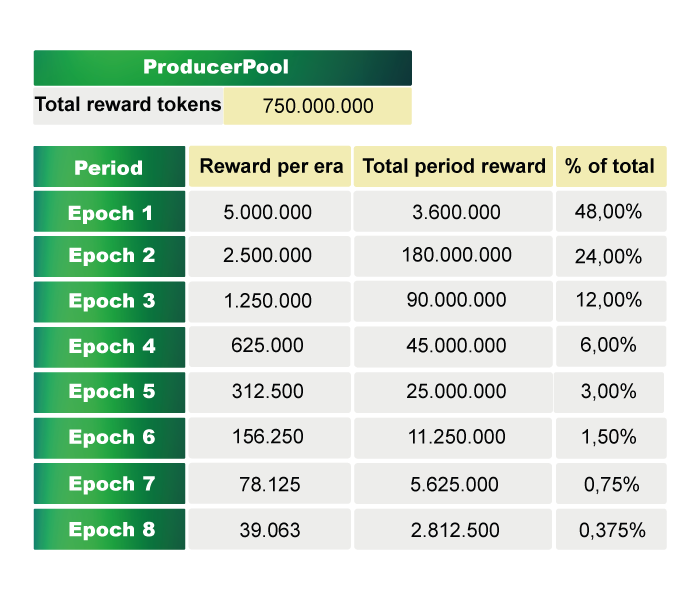 ProducerPool
Total reward tokens 750.000.000
Period Reward per era Total period reward % of total
Epoch 1 5.000.000 3.600.000 48,00%
Epoch 2 2.500.000 180.000.000 24,00%
Epoch 3 1.250.000 90.000.000 12,00%
Epoch 4 625.000 45.000.000 6,00%
Epoch 5 312.500 25.000.000 3,00%
Epoch 6 156.250 11.250.000 1,50%
Epoch 7 78.125 5.625.000 0,75%
Epoch 8 39.063 2.812.500 0,375%